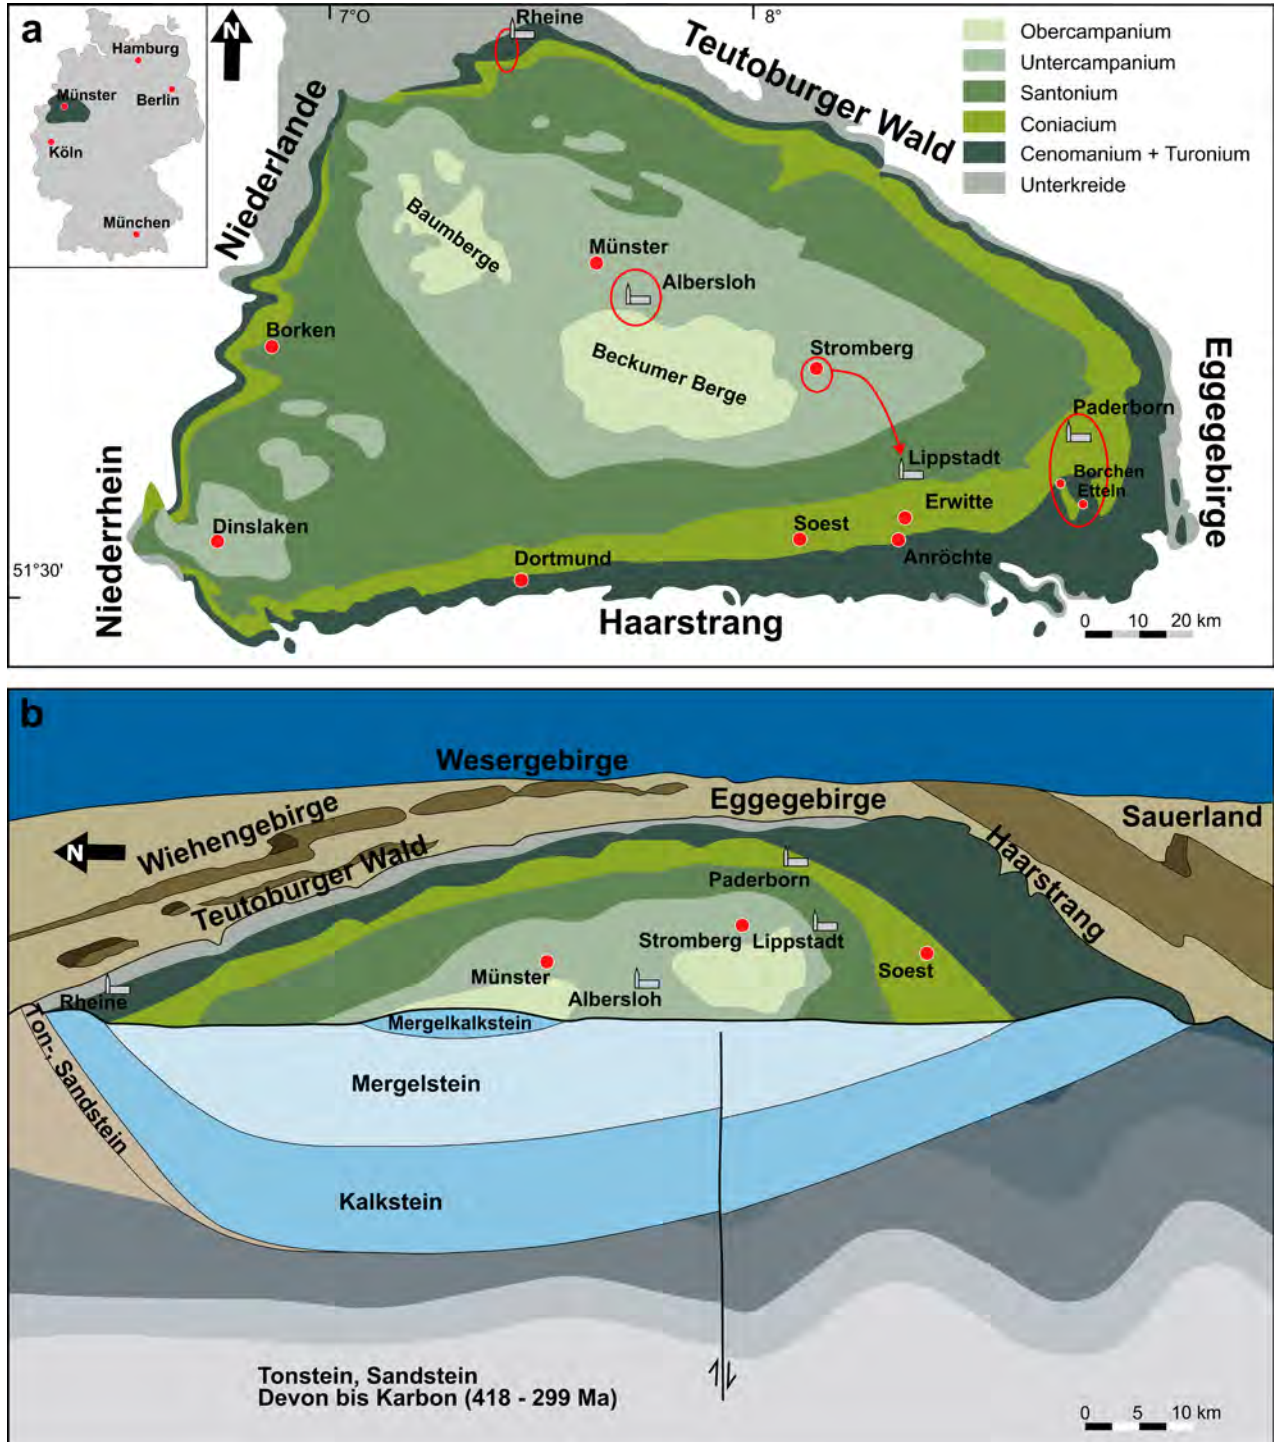 a
N
Hamburg
Münster
Berlin
Köln
München
7°O
8°
Rheine
Teutoburger Wald
Niederlande
Obercampanium
Untercampanium
Santonium
Coniacium
Cenomanium + Turonium
Unterkreide
Baumberge
Münster
Albersloh
Borken
Beckumer Berge
Stromberg
Eggegebirge
Paderborn
Lippstadt
Borchen
Etteln
Erwitte
Niederrhein
Dinslaken
Soest
Anröchte
Dortmund
51°30'
Haarstrang
0 10 20 km
b
Wesergebirge
Eggegebirge
Wiehengebirge
Sauerland
N
Teutoburger Wald
Haarstrang
Paderborn
Stromberg
Lippstadt
Münster
Soest
Albersloh
Rheine
Mergelkalkstein
Ton-, Sandstein
Mergelstein
Kalkstein
Tonstein, Sandstein
Devon bis Karbon (418 - 299 Ma)
0 5 10 km